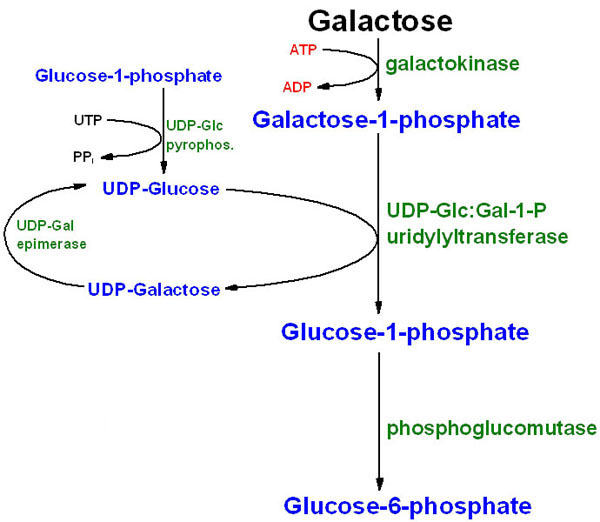 Galactose
ATP
galactokinase
ADP
Glucose-1-phosphate
Galactose-1-phosphate
UTP
UDP-Glc
pyrophos.
PPi
UDP-Glucose
UDP-Gal
epimerase
UDP-Glc:Gal-1-P
uridylyltransferase
UDP-Galactose
Glucose-1-phosphate
phosphoglucomutase
Glucose-6-phosphate